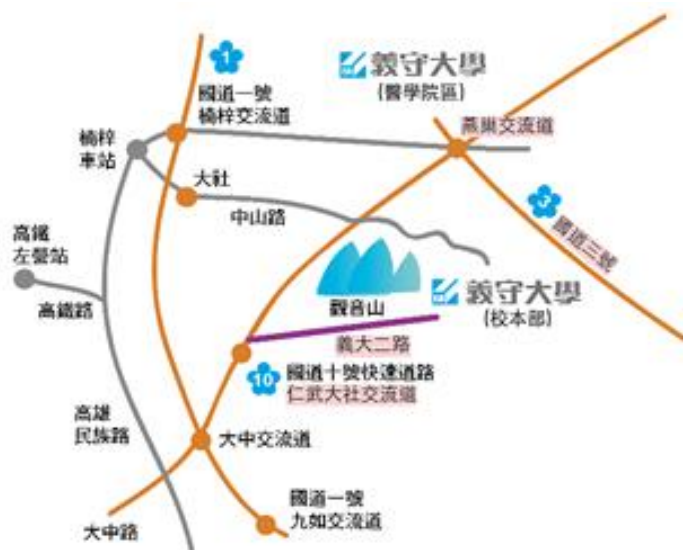 1
國道一號
楠梓交流道
義守大學
(醫學院區)
燕巢交流道
楠梓
車站
大社
中山路
3
國道三號
高鐵
左營站
高鐵路
觀音山
義守大學
(校本部)
義大二路
10
國道十號快速道路
仁武大社交流道
高雄
民族路
大中交流道
國道一號
九如交流道
大中路